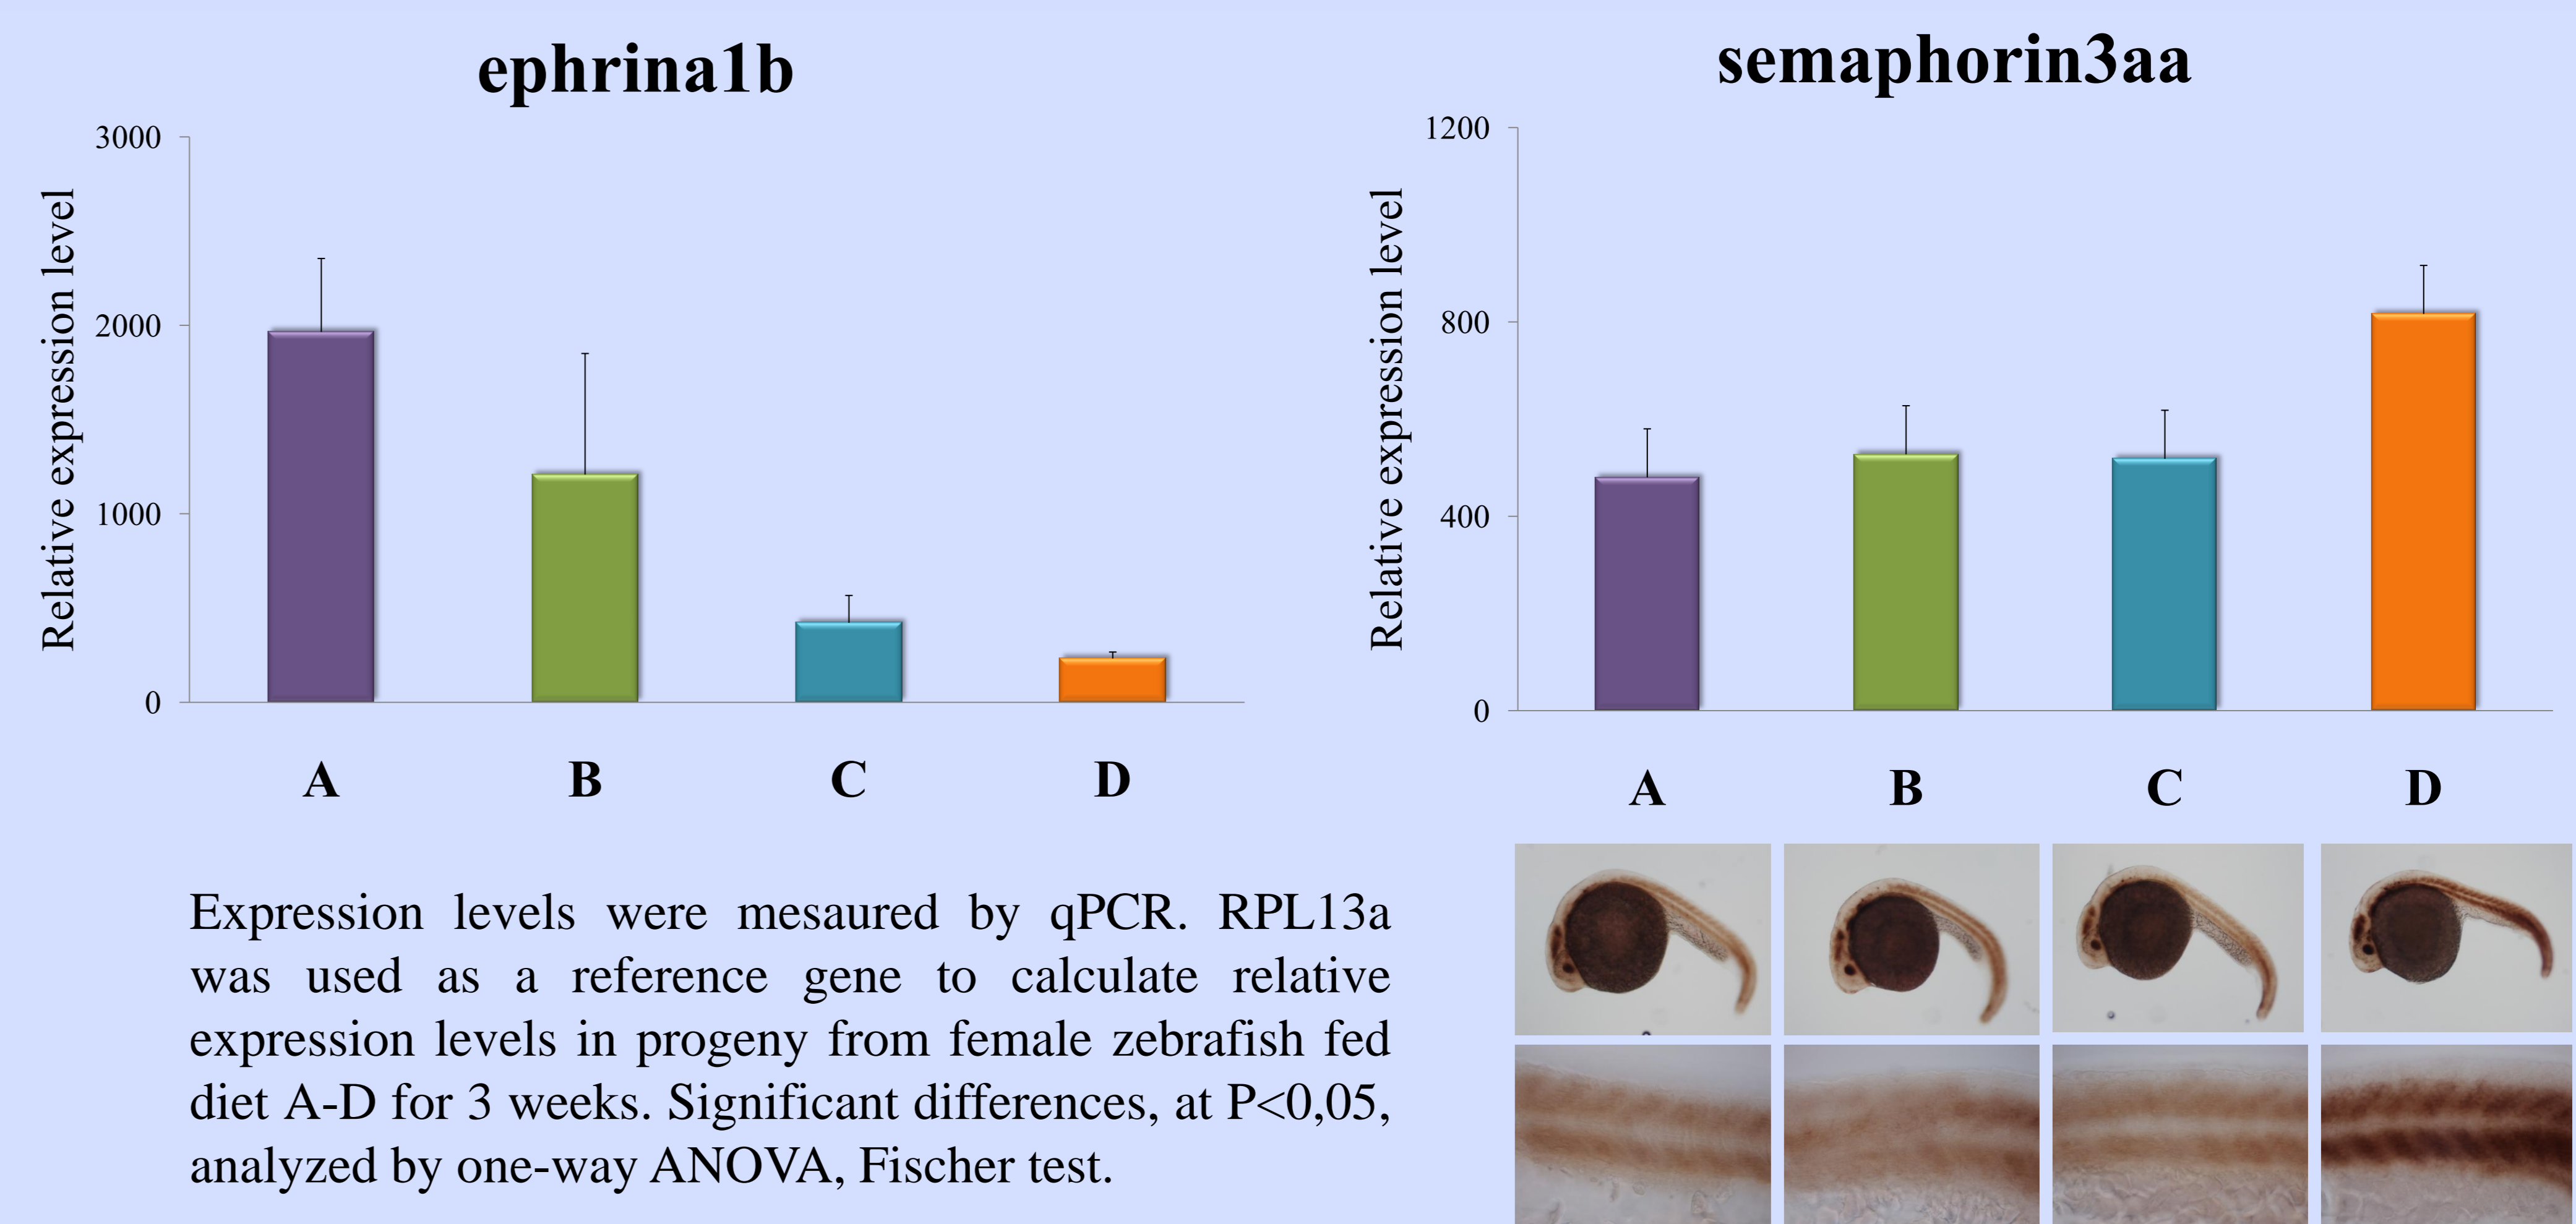 ephrina1b
3000
2000
1000
0
Relative expression level
A B C D
semaphorin3aa
1200
800
400
0
Relative expression level
A B C D
Expression levels were mesaured by qPCR. RPL13a
was used as a reference gene to calculate relative
expression levels in progeny from female zebrafish fed
diet A-D for 3 weeks. Significant differences, at P<0,05,
analyzed by one-way ANOVA, Fischer test.